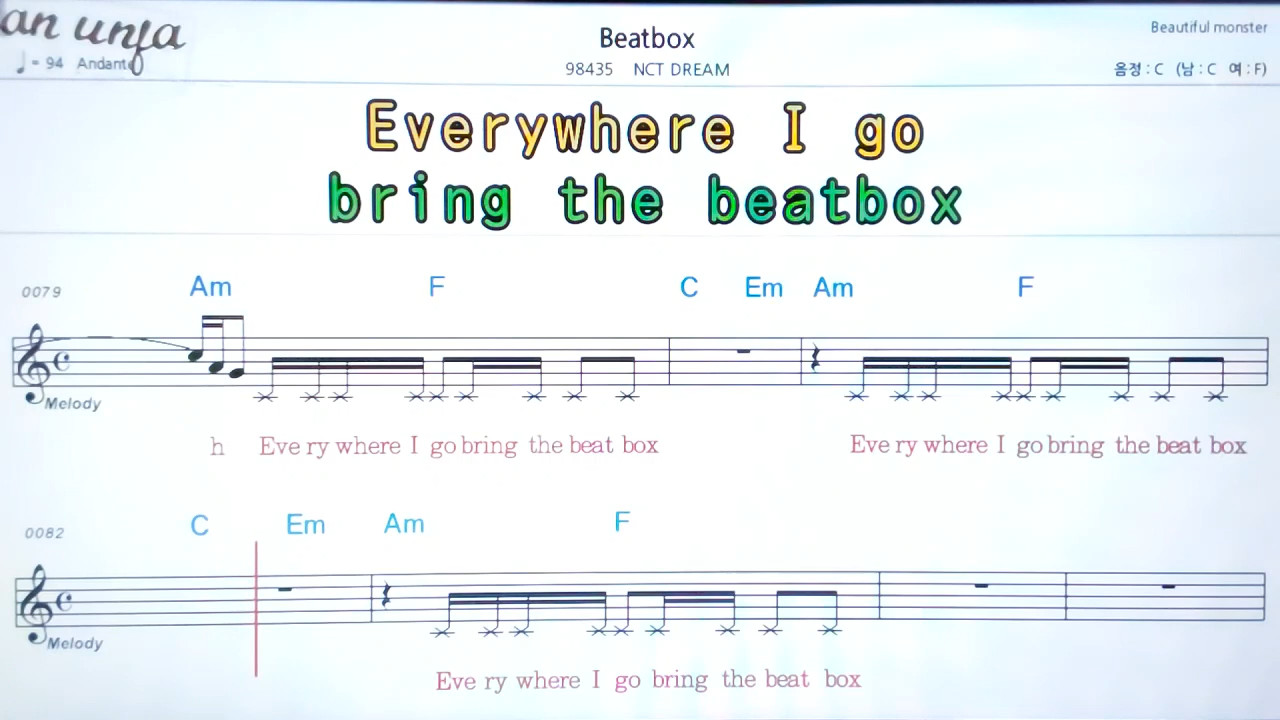 an unfa
Beatbox
Beautiful monster
♩= 94 Andante
98435 NCT DREAM
음정 : C (남 : C 여 : F)
Everywhere I go
bring the beatbox
0079 Am F C Em Am F
Melody
h Eve ry where I go bring the beat box Eve ry where I go bring the beat box
0082 C Em Am F
Melody
Eve ry where I go bring the beat box